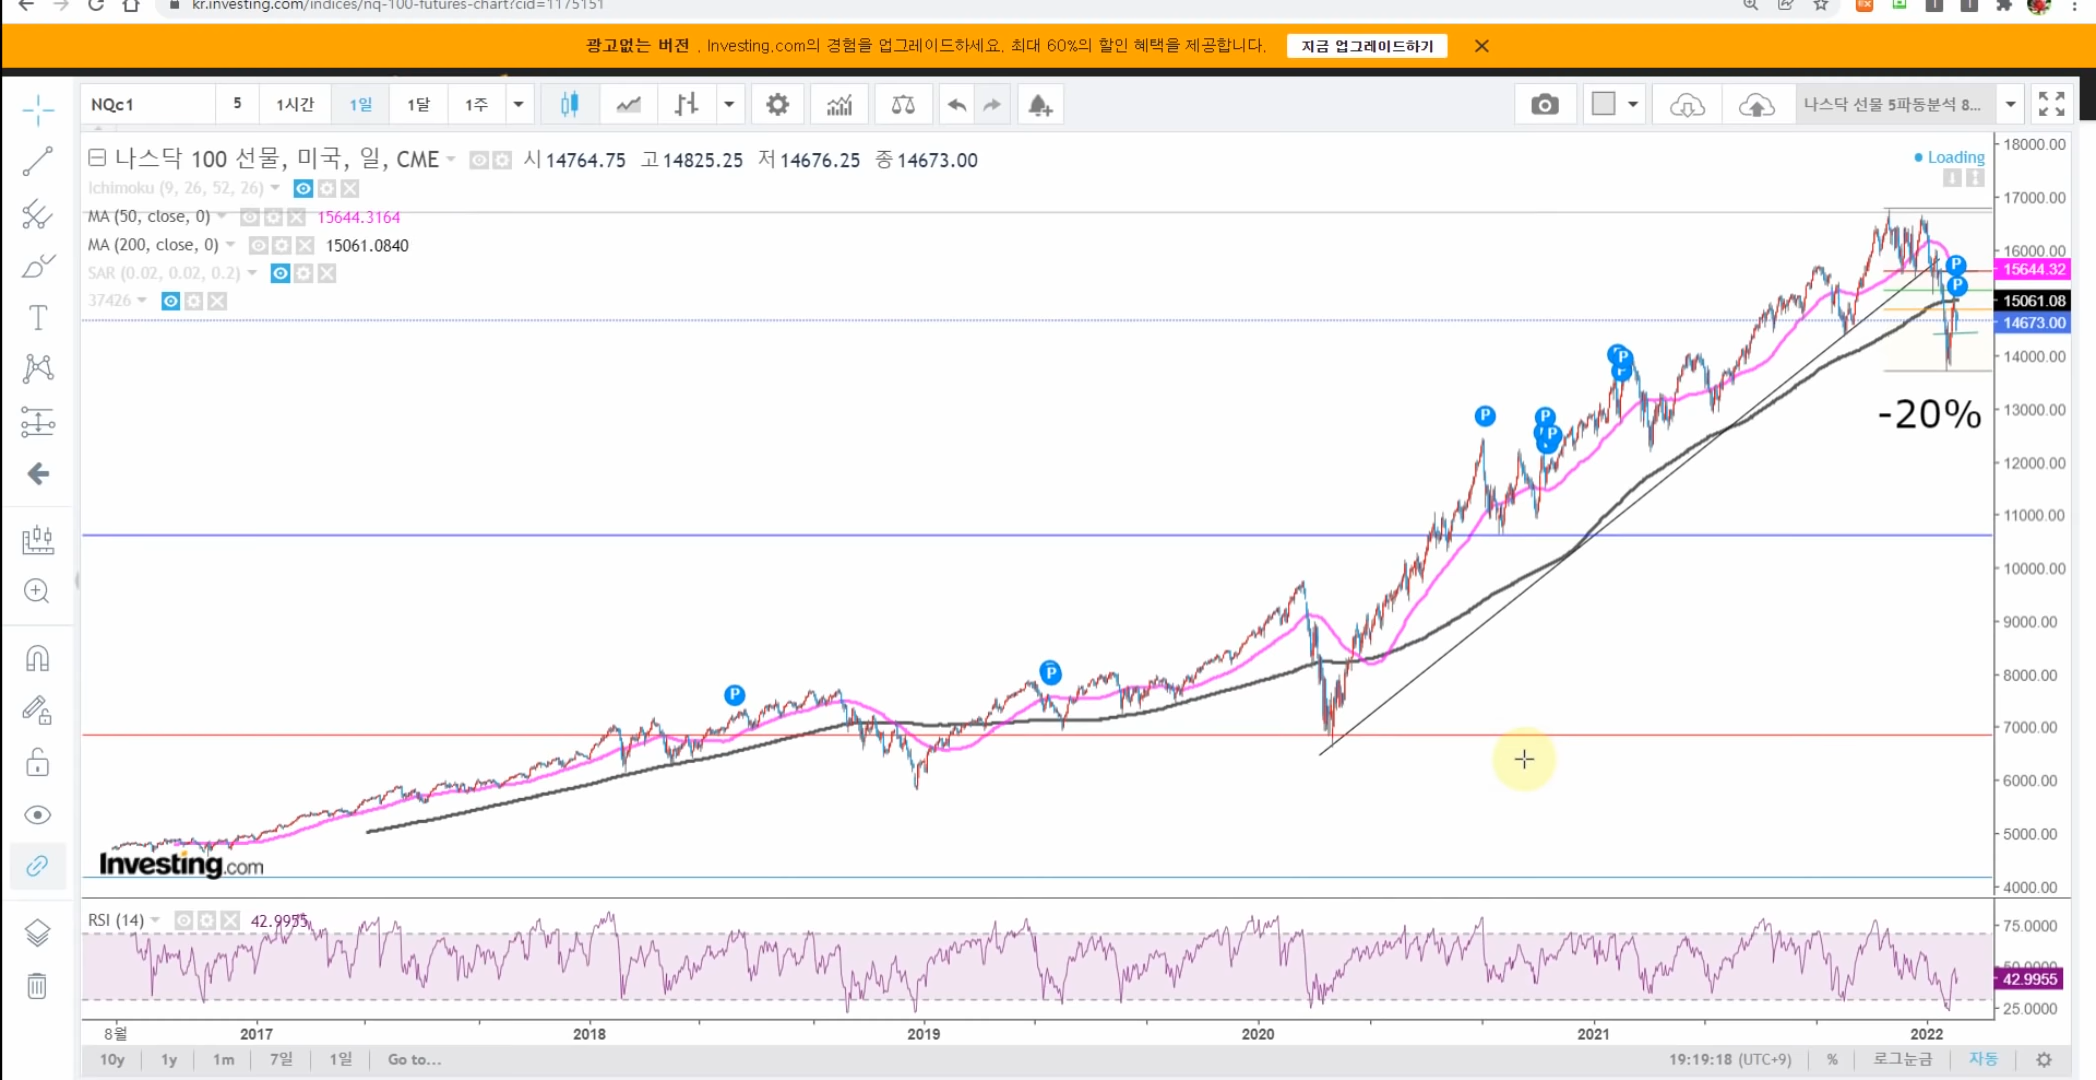 kr.investing.com/indices/nq-100-futures-chart?cid=1175151
광고없는 버전 . Investing.com의 경험을 업그레이드하세요. 최대 60%의 할인 혜택을 제공합니다. 지금 업그레이드하기
NQc1 5 1시간 1일 1달 1주 나스닥 선물 5파동분석 8...
나스닥 100 선물, 미국, 일, CME 시 14764.75 고 14825.25 저 14676.25 종 14673.00
Loading
Ichimoku (9, 26, 52, 26)
MA (50, close, 0) 15644.3164
MA (200, close, 0) 15061.0840
SAR (0.02, 0.02, 0.2)
37426
18000.00
17000.00
16000.00
15644.32
15061.08
14673.00
14000.00
13000.00
12000.00
11000.00
10000.00
9000.00
8000.00
7000.00
6000.00
5000.00
4000.00
P
P
P
P
P
P
P
P
P
-20%
Investing.com
RSI (14) 42.9955
75.0000
50.0000
42.9955
25.0000
8월 2017 2018 2019 2020 2021 2022
10y 1y 1m 7일 1일 Go to... 19:19:18 (UTC+9) % 로그눈금 자동